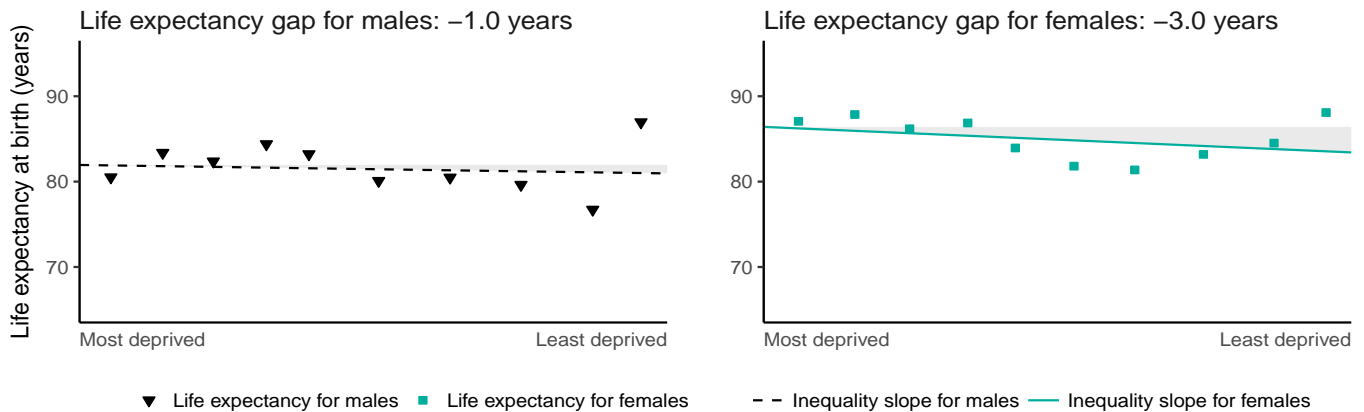 Life expectancy gap for males: −1.0 years
Life expectancy at birth (years)
90
80
70
Most deprived
Least deprived
Life expectancy gap for females: −3.0 years
90
80
70
Most deprived
Least deprived
Life expectancy for males
Life expectancy for females
Inequality slope for males
Inequality slope for females